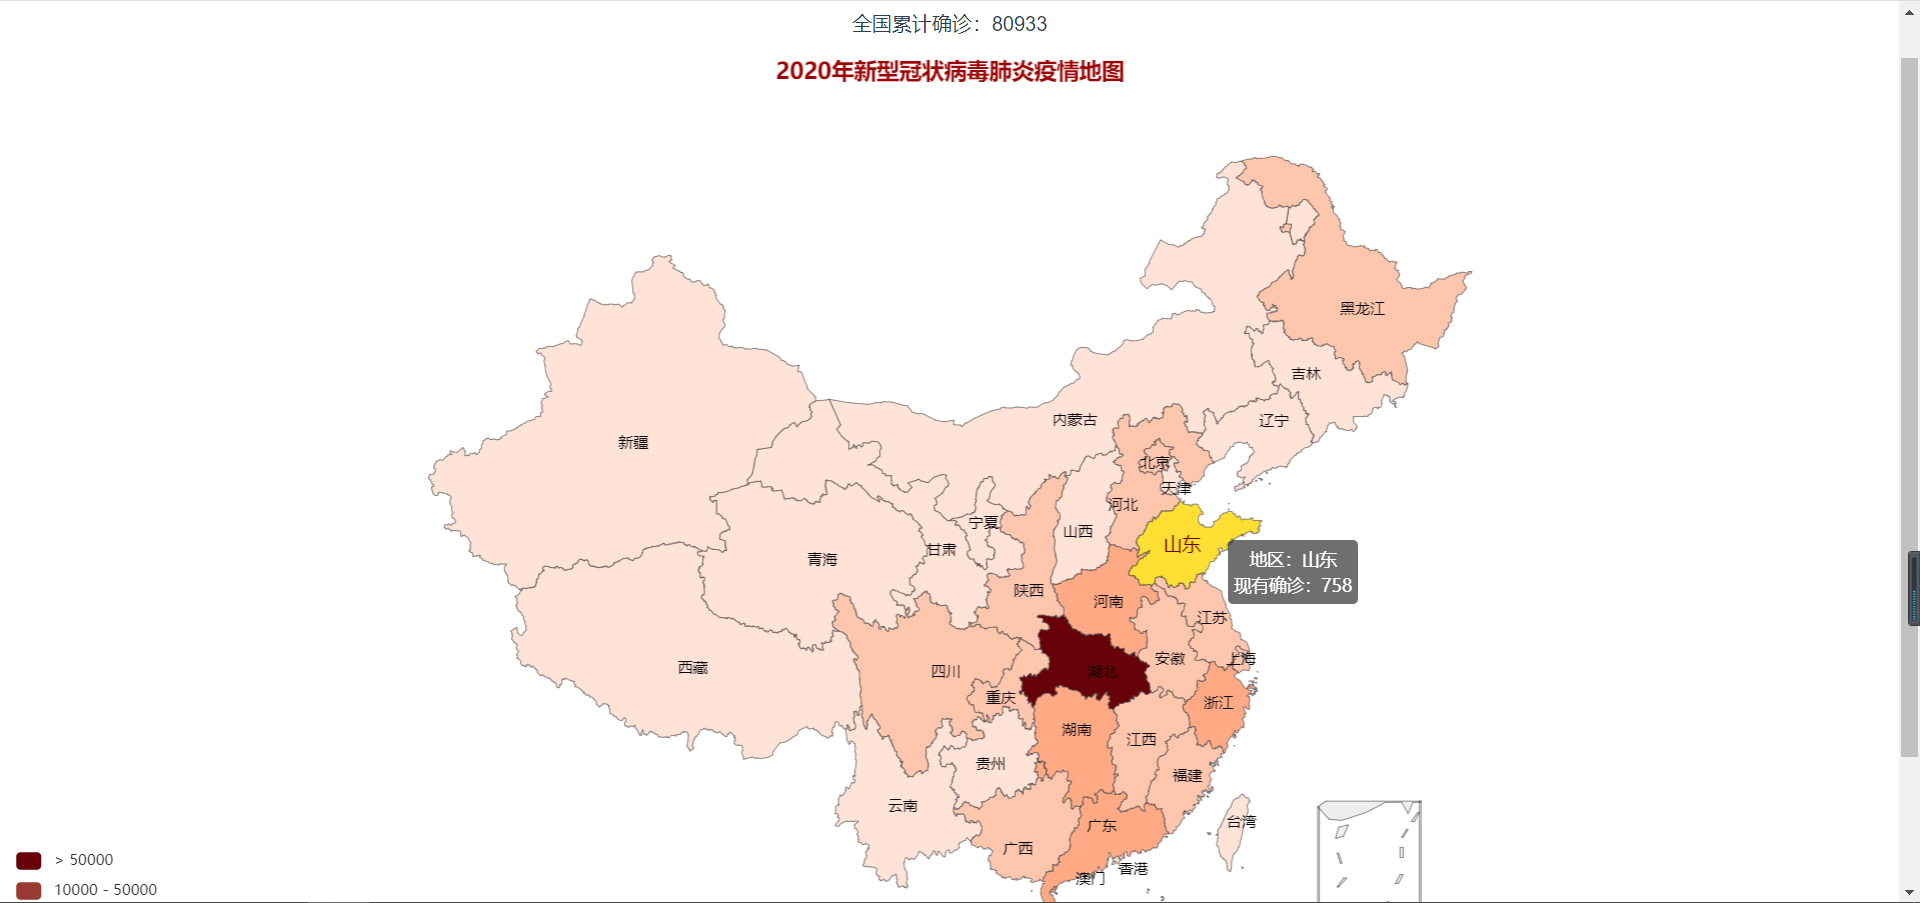 全国累计确诊：80933
2020年新型冠状病毒肺炎疫情地图
黑龙江
吉林
内蒙古
辽宁
新疆
北京
天津
河北
宁夏
山西
山东
甘肃
青海
地区：山东
现有确诊：758
陕西
河南
江苏
安徽
上海
西藏
四川
湖北
重庆
浙江
湖南
江西
贵州
福建
云南
台湾
广东
广西
香港
澳门
> 50000
10000 - 50000